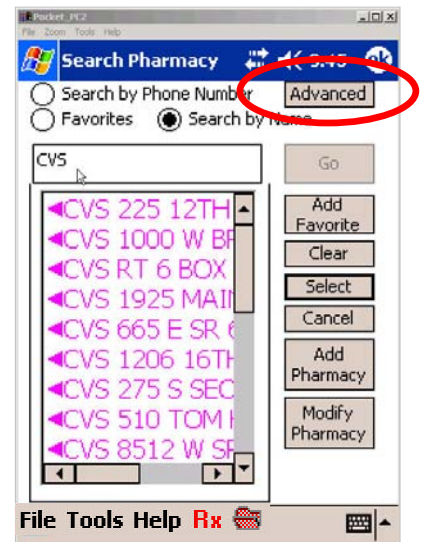 Pocket_PC2
File Zoom Tools Help
Search Pharmacy
ok
Search by Phone Number
Advanced
Favorites
Search by Name
CVS
Go
CVS 225 12TH
CVS 1000 W BR
CVS RT 6 BOX
CVS 1925 MAIN
CVS 665 E SR 6
CVS 1206 16TH
CVS 275 S SEC
CVS 510 TOM
CVS 8512 W SP
Add
Favorite
Clear
Select
Cancel
Add
Pharmacy
Modify
Pharmacy
File Tools Help Rx